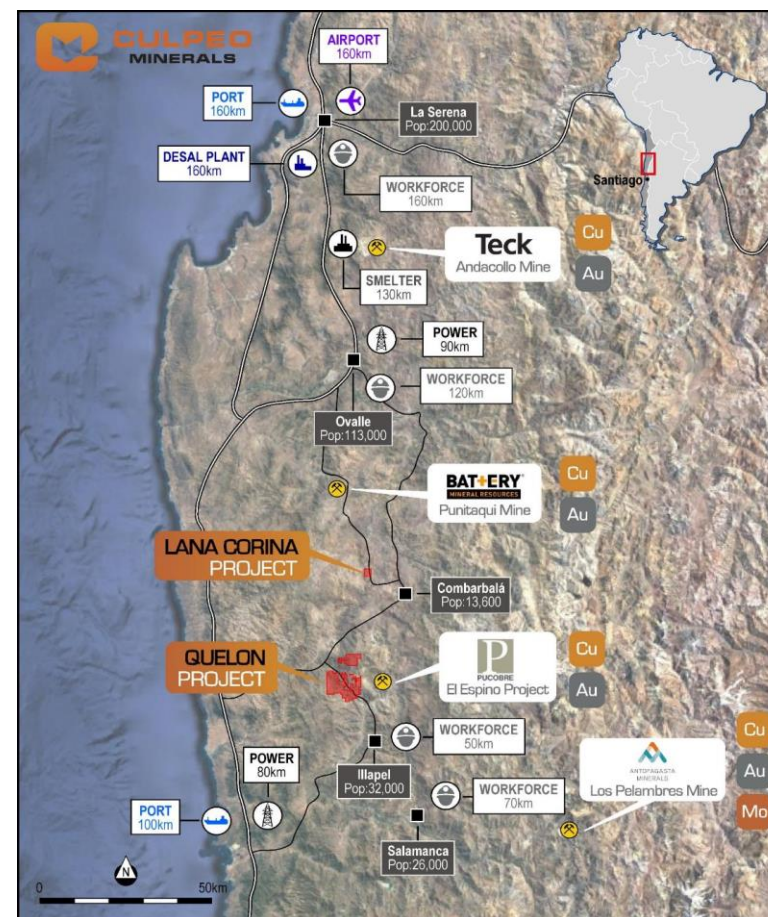 CULPEO
MINERALS
AIRPORT
160km
PORT
160km
La Serena
Pop:200,000
DESAL PLANT
160km
WORKFORCE
160km
Santiago
Teck
Andacollo Mine
Cu
Au
SMELTER
130km
POWER
90km
WORKFORCE
120km
Ovalle
Pop:113,000
BATTERY
MINERAL RESOURCES
Punitaqui Mine
Cu
Au
LANA CORINA
PROJECT
Combarbalá
Pop:13,600
QUELON
PROJECT
P
PUCOBRE
El Espino Project
Cu
Au
WORKFORCE
50km
POWER
80km
Illapel
Pop:32,000
ANTOFAGASTA
MINERALS
Los Pelambres Mine
Cu
Au
Mo
WORKFORCE
70km
PORT
100km
Salamanca
Pop:26,000
N
0 50km